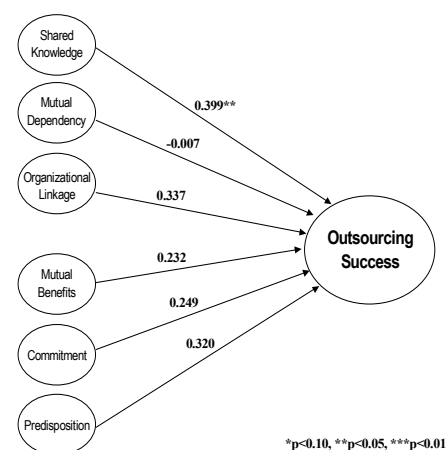 Shared
Knowledge
0.399**
Mutual
Dependency
-0.007
Organizational
Linkage
0.337
Outsourcing
Success
Mutual
Benefits
0.232
0.249
Commitment
0.320
Predisposition
*p<0.10, **p<0.05, ***p<0.01